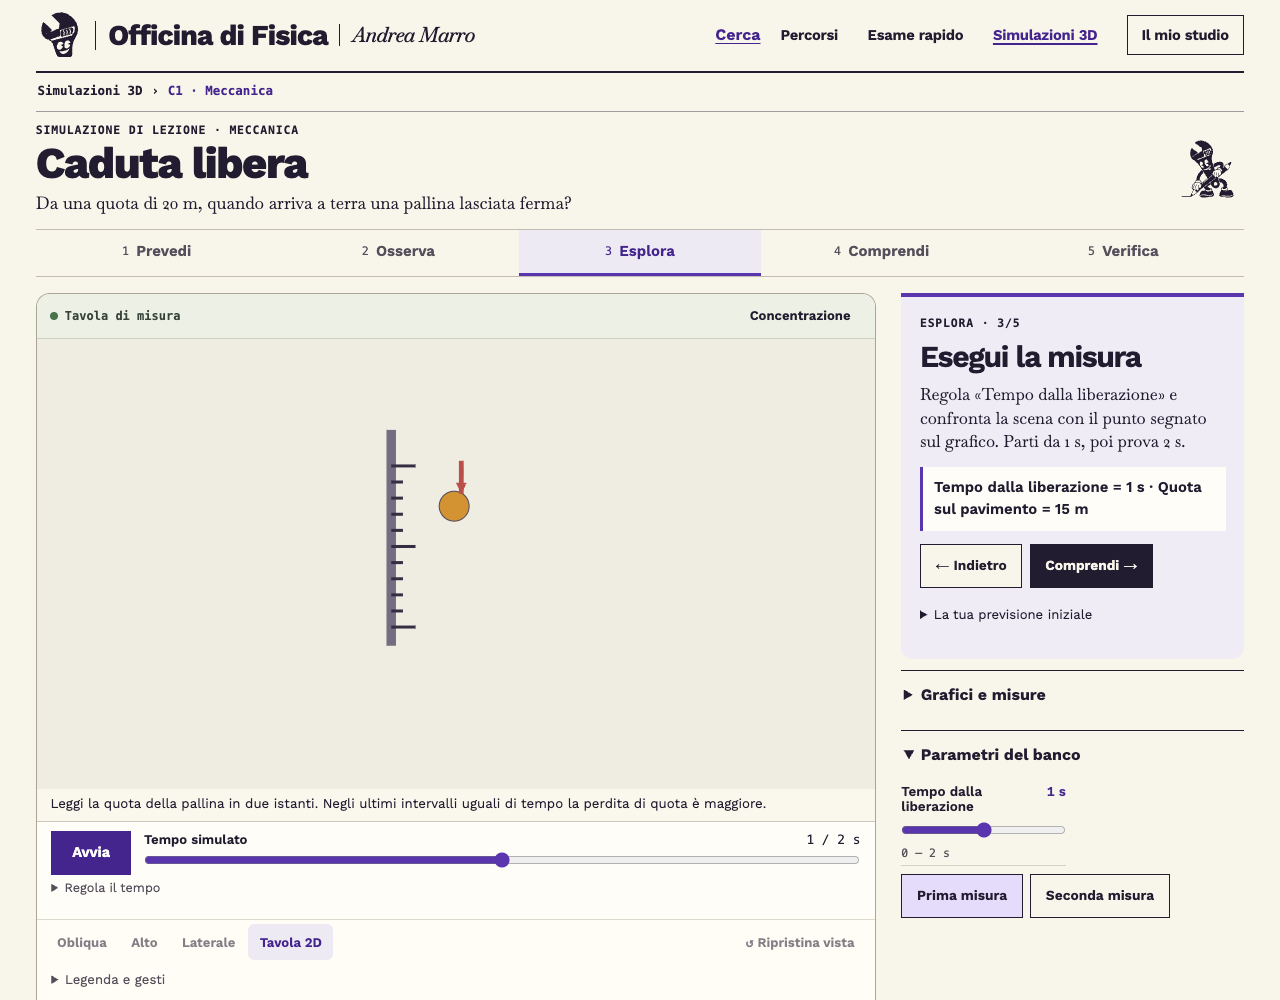 Officina di Fisica
Andrea Marro
Cerca
Percorsi
Esame rapido
Simulazioni 3D
Il mio studio
Simulazioni 3D › C1 · Meccanica
SIMULAZIONE DI LEZIONE · MECCANICA
Caduta libera
Da una quota di 20 m, quando arriva a terra una pallina lasciata ferma?
1 Prevedi
2 Osserva
3 Esplora
4 Comprendi
5 Verifica
Tavola di misura
Concentrazione
Leggi la quota della pallina in due istanti. Negli ultimi intervalli uguali di tempo la perdita di quota è maggiore.
Avvia
Tempo simulato
1 / 2 s
Regola il tempo
Obliqua
Alto
Laterale
Tavola 2D
↺ Ripristina vista
Legenda e gesti
ESPLORA · 3/5
Esegui la misura
Regola «Tempo dalla liberazione» e
confronta la scena con il punto segnato
sul grafico. Parti da 1 s, poi prova 2 s.
Tempo dalla liberazione = 1 s · Quota
sul pavimento = 15 m
← Indietro
Comprendi →
La tua previsione iniziale
Grafici e misure
Parametri del banco
Tempo dalla
liberazione
1 s
0 – 2 s
Prima misura
Seconda misura